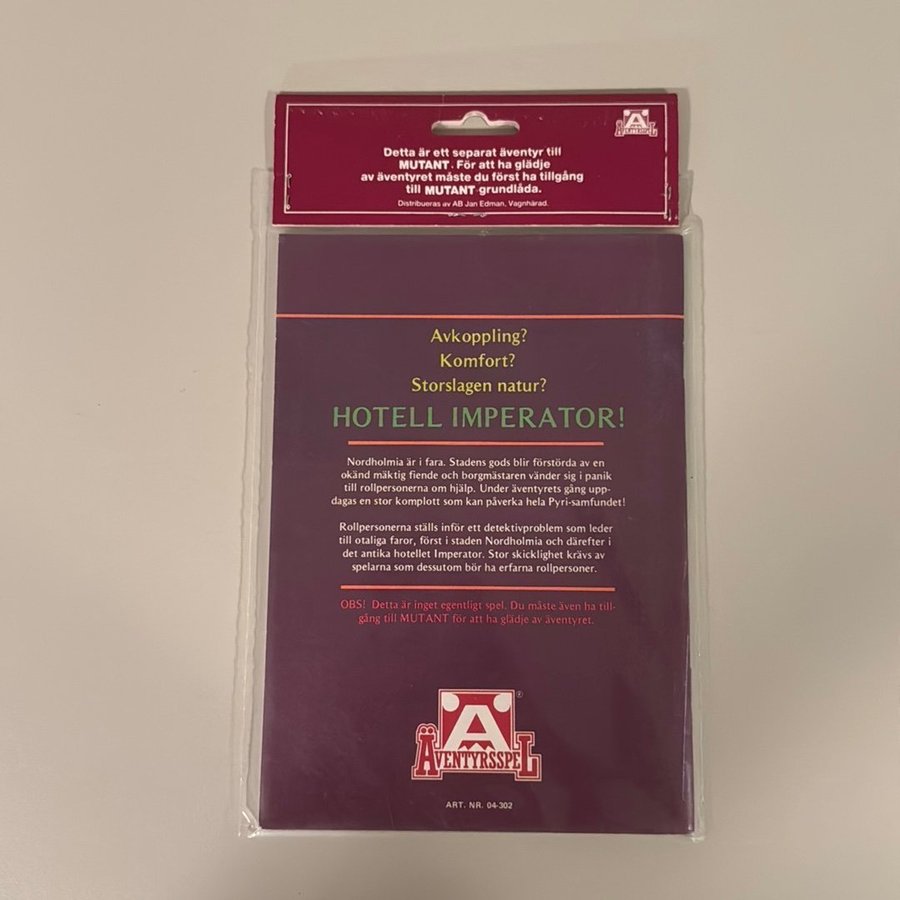 Detta är ett separat äventyr till
MUTANT. För att ha glädje
av äventyret måste du först ha tillgång
till MUTANT-grundlåda.
Distribueras av AB Jan Edman, Vagnhärad.
A
ÄVENTYRSSPEL
Avkoppling?
Komfort?
Storslagen natur?
HOTELL IMPERATOR!
Nordholmia är i fara. Stadens gods blir förstörda av en
okänd mäktig fiende och borgmästaren vänder sig i panik
till rollpersonerna om hjälp. Under äventyrets gång upp-
dagas en stor komplott som kan påverka hela Pyri-samfundet!
Rollpersonerna ställs inför ett detektivproblem som leder
till otaliga faror, först i staden Nordholmia och därefter i
det antika hotellet Imperator. Stor skicklighet krävs av
spelarna som dessutom bör ha erfarna rollpersoner.
OBS! Detta är inget egentligt spel. Du måste även ha till-
gång till MUTANT för att ha glädje av äventyret.
A®
ÄVENTYRSSPEL
ART. NR. 04-302